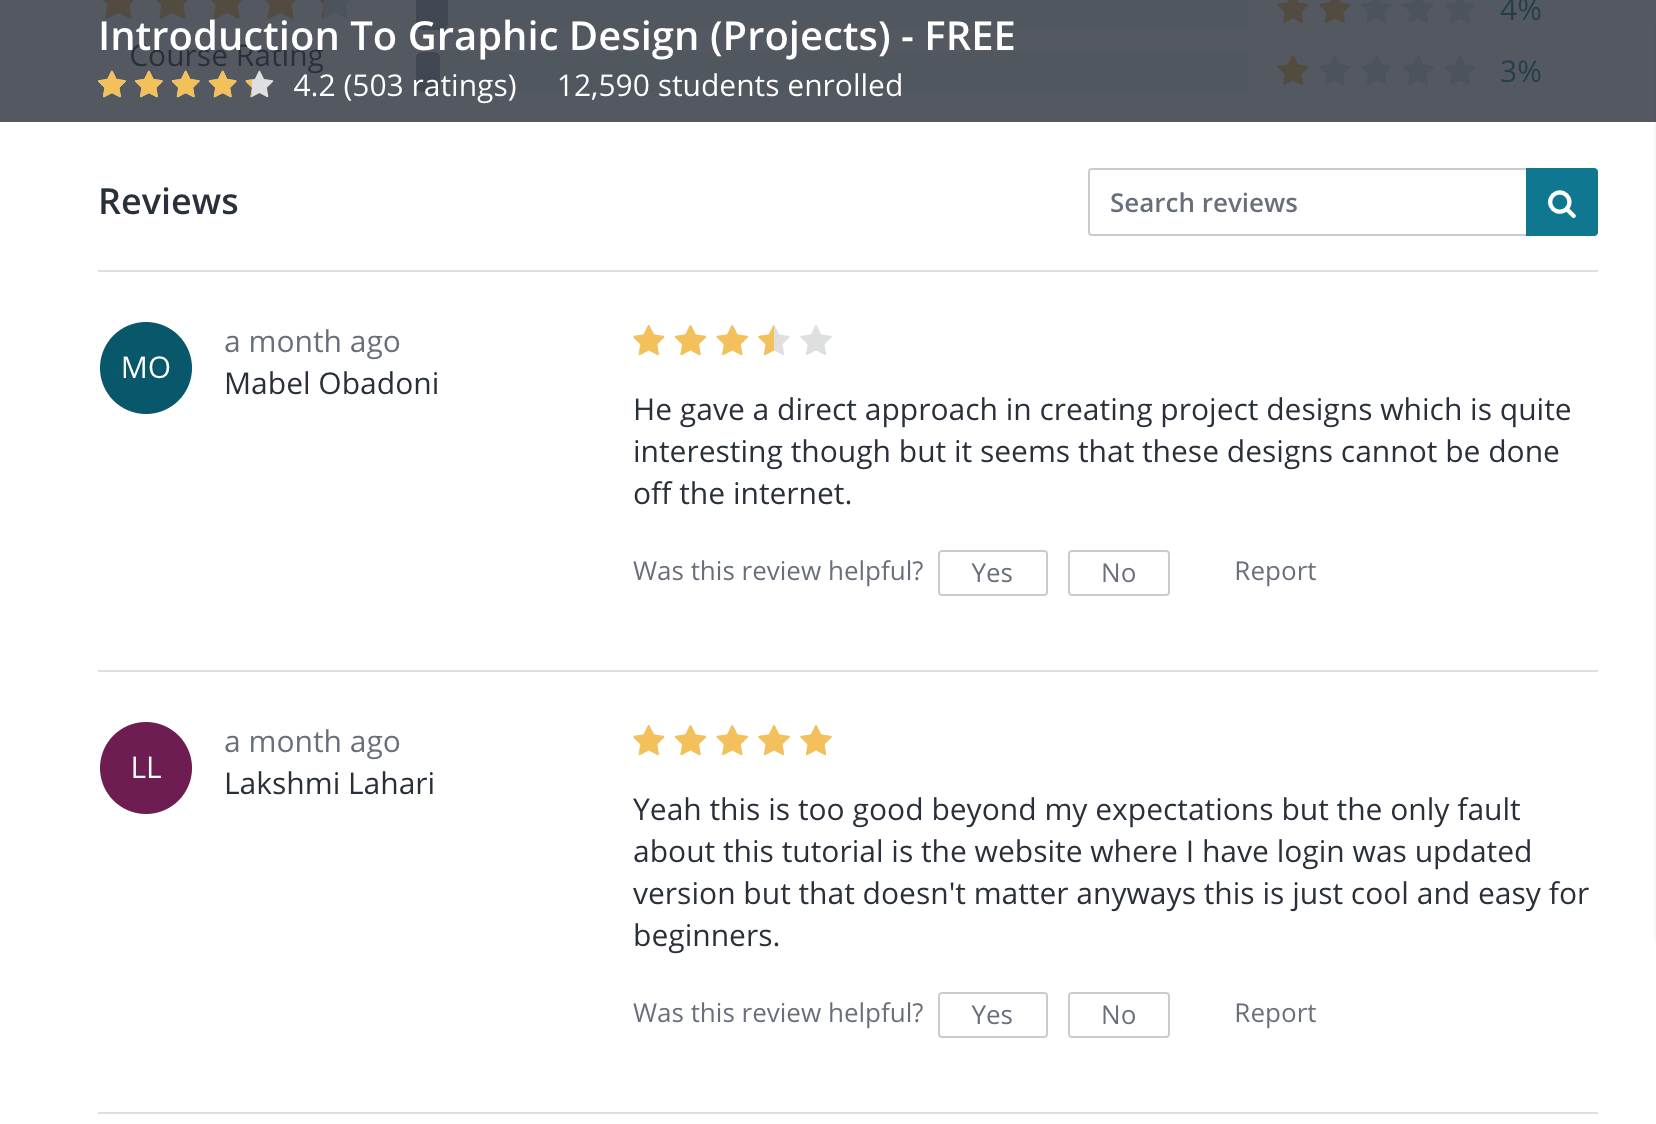 4%
Introduction To Graphic Design (Projects) - FREE
Course Rating
4.2 (503 ratings) 12,590 students enrolled
3%
Reviews
Search reviews
MO
a month ago
Mabel Obadoni
He gave a direct approach in creating project designs which is quite
interesting though but it seems that these designs cannot be done
off the internet.
Was this review helpful? Yes No Report
LL
a month ago
Lakshmi Lahari
Yeah this is too good beyond my expectations but the only fault
about this tutorial is the website where I have login was updated
version but that doesn't matter anyways this is just cool and easy for
beginners.
Was this review helpful? Yes No Report